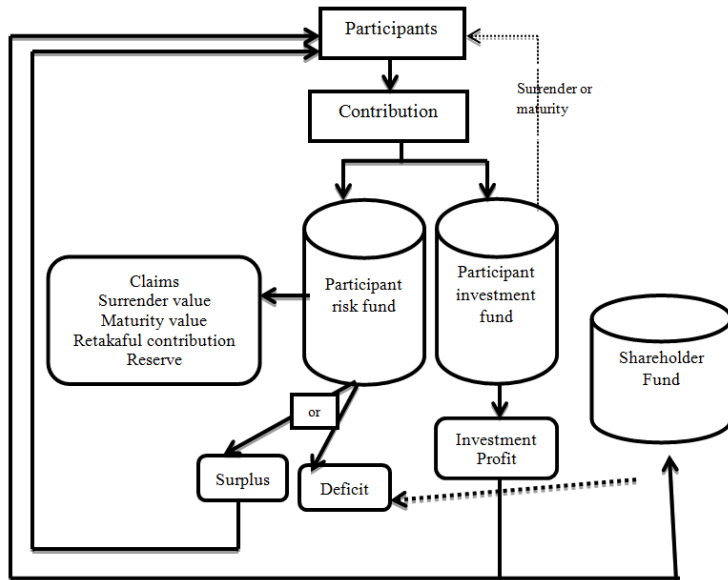 Participants
Surrender or
maturity
Contribution
Participant
risk fund
Participant
investment
fund
Claims
Surrender value
Maturity value
Retakaful contribution
Reserve
Shareholder
Fund
or
Investment
Profit
Surplus
Deficit